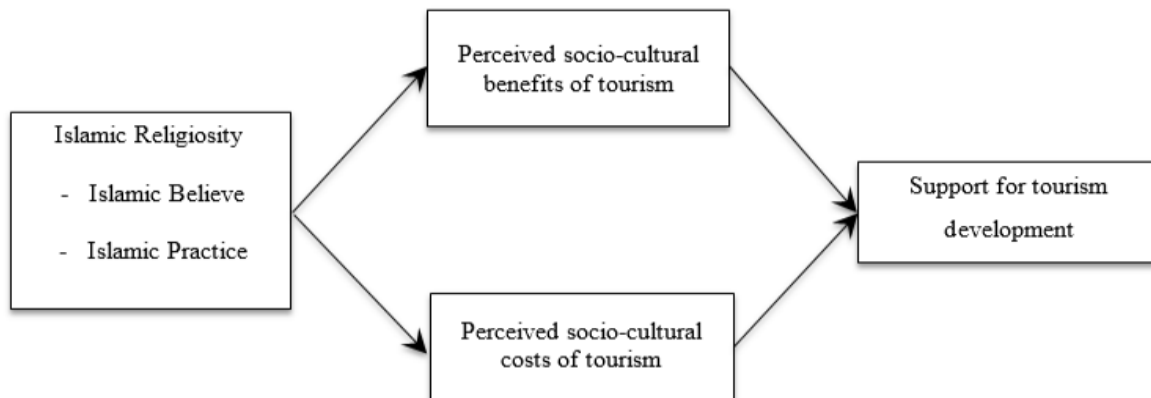 Perceived socio-cultural
benefits of tourism
Islamic Religiosity
- Islamic Believe
- Islamic Practice
Support for tourism
development
Perceived socio-cultural
costs of tourism